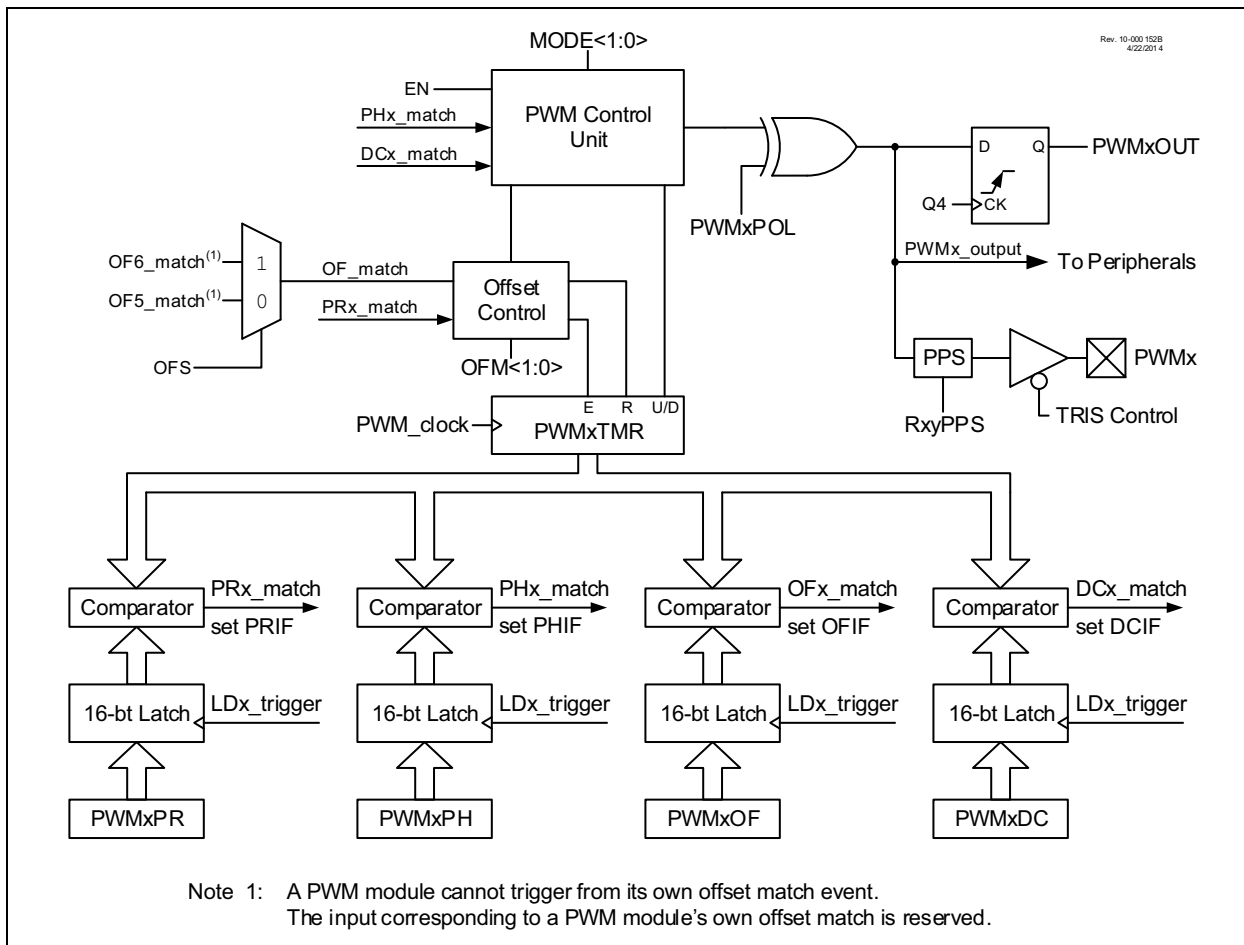 Rev. 10-000 152B
4/22/201 4
MODE<1:0>
EN
PHx_match
DCx_match
PWM Control
Unit
PWMxPOL
D Q
PWMxOUT
Q4
CK
PWMx_output
To Peripherals
OF6_match(1)
1
OF5_match(1)
0
OFS
OF_match
PRx_match
Offset
Control
OFM<1:0>
PPS
PWMx
RxyPPS
TRIS Control
E R U/D
PWM_clock
PWMxTMR
Comparator
PRx_match
set PRIF
Comparator
PHx_match
set PHIF
Comparator
OFx_match
set OFIF
Comparator
DCx_match
set DCIF
16-bt Latch
LDx_trigger
16-bt Latch
LDx_trigger
16-bt Latch
LDx_trigger
16-bt Latch
LDx_trigger
PWMxPR
PWMxPH
PWMxOF
PWMxDC
Note 1: A PWM module cannot trigger from its own offset match event.
The input corresponding to a PWM module's own offset match is reserved.